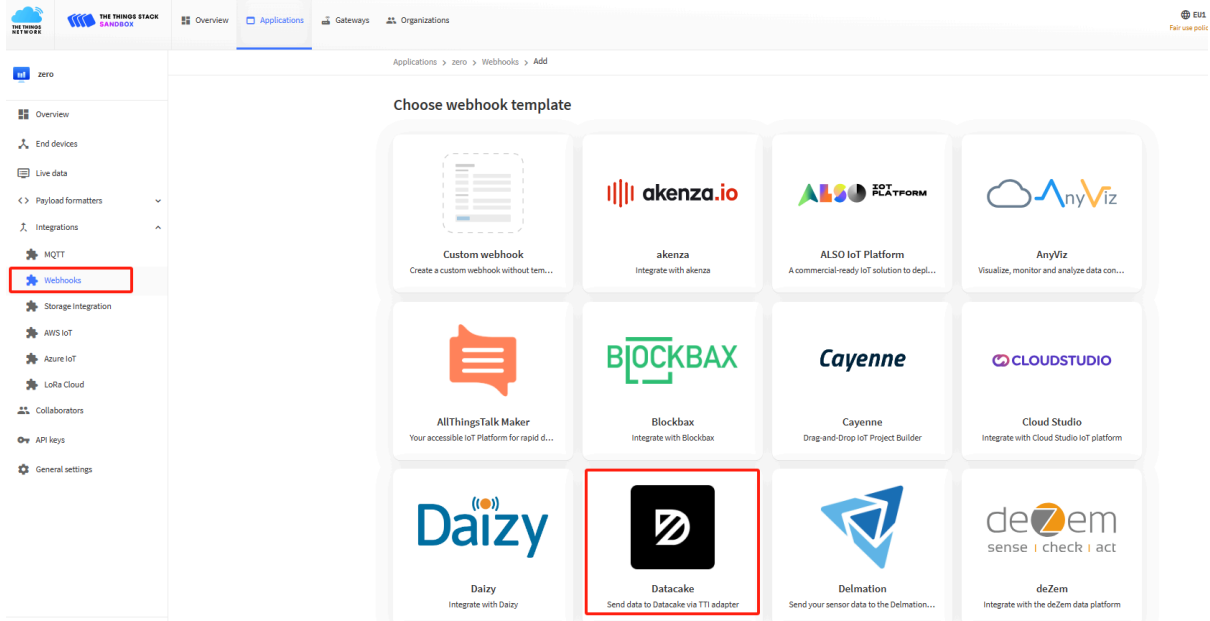 THE THINGS NETWORK
THE THINGS STACK
SANDBOX
Overview
Applications
Gateways
Organizations
EU1
Fair use polic
zero
Applications > zero > Webhooks > Add
Overview
End devices
Live data
Payload formatters
Integrations
MQTT
Webhooks
Storage Integration
AWS IoT
Azure IoT
LoRa Cloud
Collaborators
API keys
General settings
Choose webhook template
Custom webhook
Create a custom webhook without tem...
akenza.io
akenza
Integrate with akenza
ALSO IOT PLATFORM
ALSO IoT Platform
A commercial-ready IoT solution to depl...
AnyViz
AnyViz
Visualize, monitor and analyze data con...
AllThingsTalk Maker
Your accessible IoT Platform for rapid d...
BLOCKBAX
Blockbax
Integrate with Blockbax
Cayenne
Cayenne
Drag-and-Drop IoT Project Builder
CLOUDSTUDIO
Cloud Studio
Integrate with Cloud Studio IoT platform
Daizy
Daizy
Integrate with Daizy
Datacake
Send data to Datacake via TTI adapter
Delmation
Send your sensor data to the Delmation...
deZem
sense | check | act
deZem
Integrate with the deZem data platform